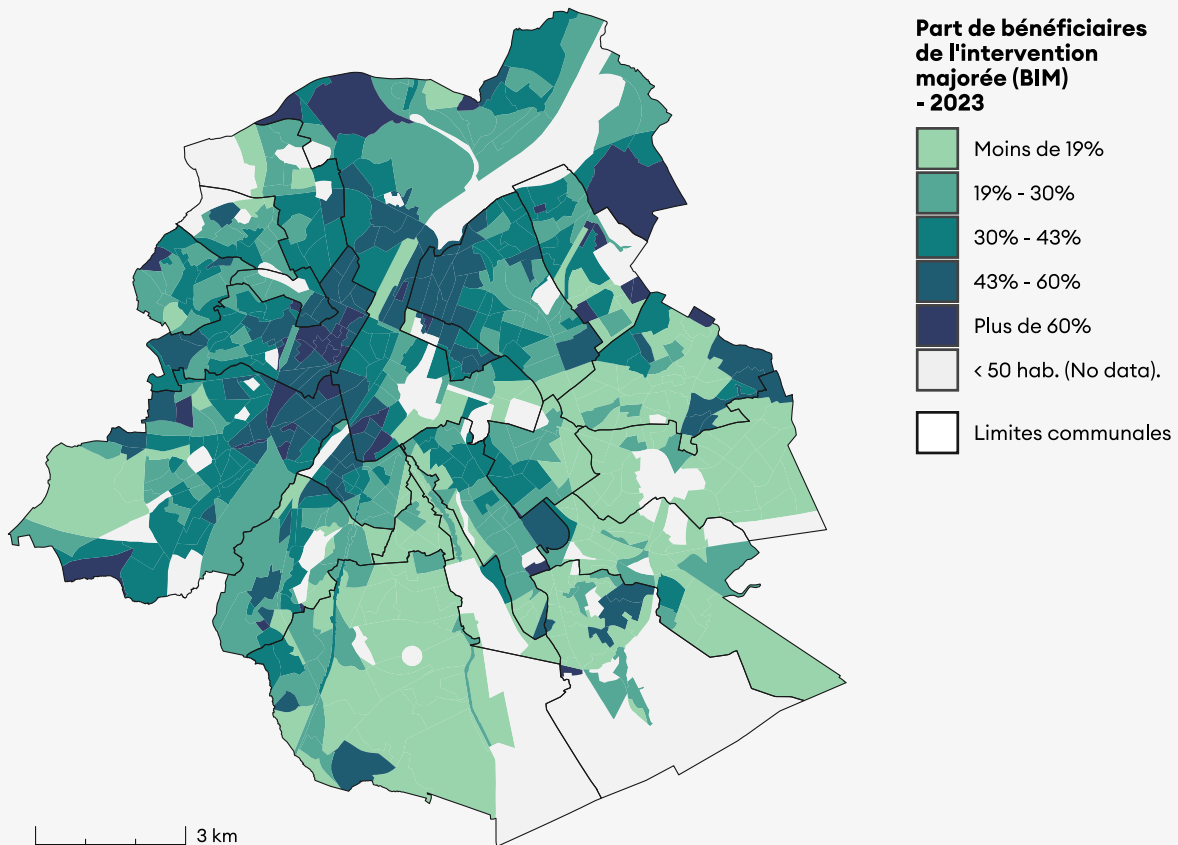 Part de bénéficiaires
de l'intervention
majorée (BIM)
- 2023
Moins de 19%
19% - 30%
30% - 43%
43% - 60%
Plus de 60%
< 50 hab. (No data).
Limites communales
3 km